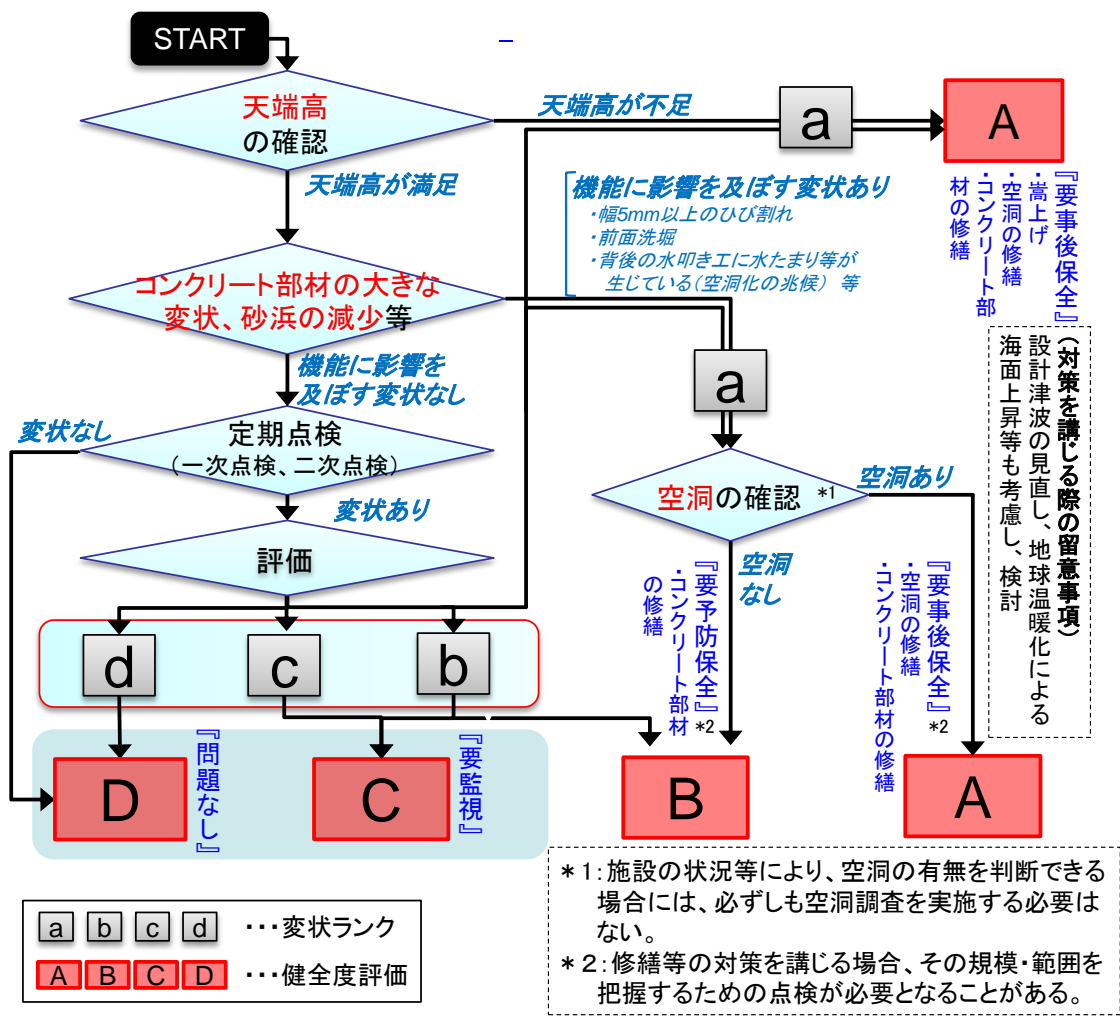 START
天端高
の確認
天端高が不足
a
A
天端高が満足
機能に影響を及ぼす変状あり
・幅5mm以上のひび割れ
・前面洗堀
・背後の水叩き工に水たまり等が
生じている(空洞化の兆候) 等
『要事後保全』
・嵩上げ
・空洞の修繕
・コンクリート部
材の修繕
コンクリート部材の大きな
変状、砂浜の減少等
a
機能に影響を
及ぼす変状なし
(対策を講じる際の留意事項)
設計津波の見直し、地球温暖化による
海面上昇等も考慮し、検討
変状なし
定期点検
(一次点検、二次点検)
変状あり
空洞の確認 *1
空洞あり
評価
空洞
なし
『要予防保全』*2
・コンクリート部材
の修繕
『要事後保全』*2
・空洞の修繕
・コンクリート部材の修繕
d
c
b
D
『問題なし』
C
『要監視』
B
A
*1:施設の状況等により、空洞の有無を判断できる
場合には、必ずしも空洞調査を実施する必要は
ない。
*2:修繕等の対策を講じる場合、その規模・範囲を
把握するための点検が必要となることがある。
a b c d ・・・変状ランク
A B C D ・・・健全度評価